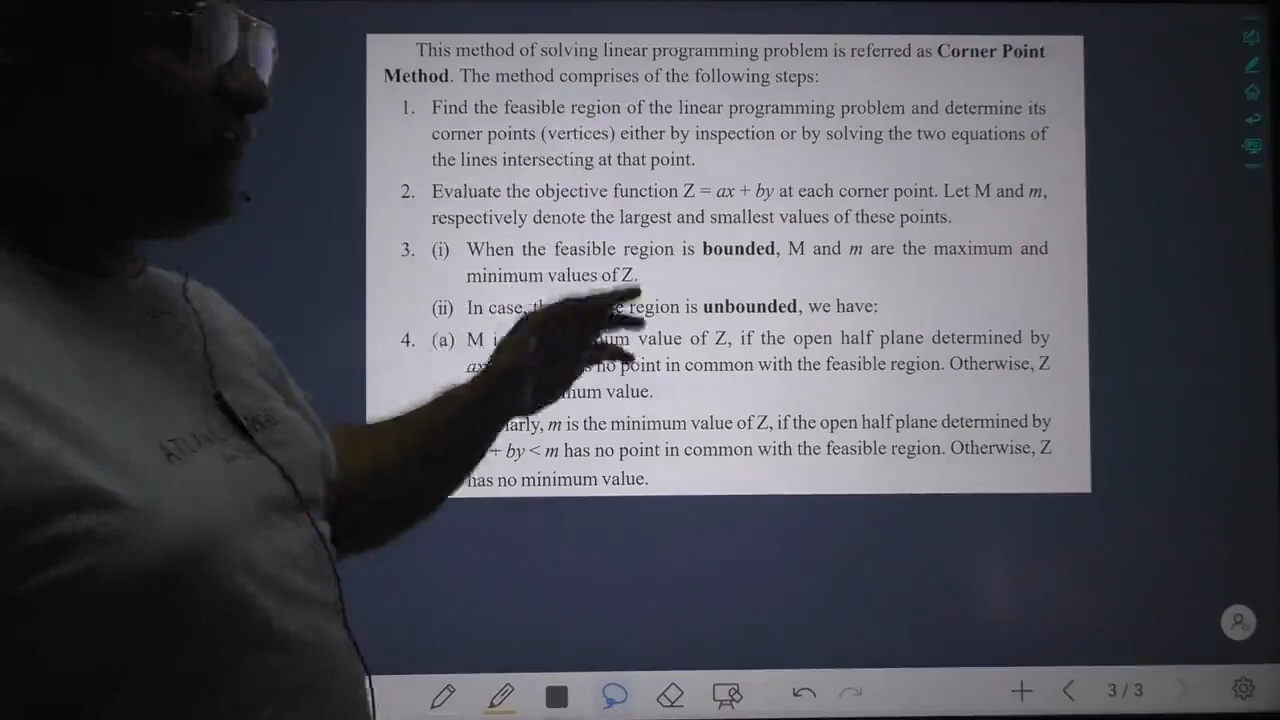 This method of solving linear programming problem is referred as Corner Point
Method. The method comprises of the following steps:
1. Find the feasible region of the linear programming problem and determine its
corner points (vertices) either by inspection or by solving the two equations of
the lines intersecting at that point.
2. Evaluate the objective function Z = ax + by at each corner point. Let M and m,
respectively denote the largest and smallest values of these points.
3. (i) When the feasible region is bounded, M and m are the maximum and
minimum values of Z.
(ii) In case, region is unbounded, we have:
4. (a) M value of Z, if the open half plane determined by
no point in common with the feasible region. Otherwise, Z
value.
m is the minimum value of Z, if the open half plane determined by
+ by < m has no point in common with the feasible region. Otherwise, Z
has no minimum value.
3 / 3